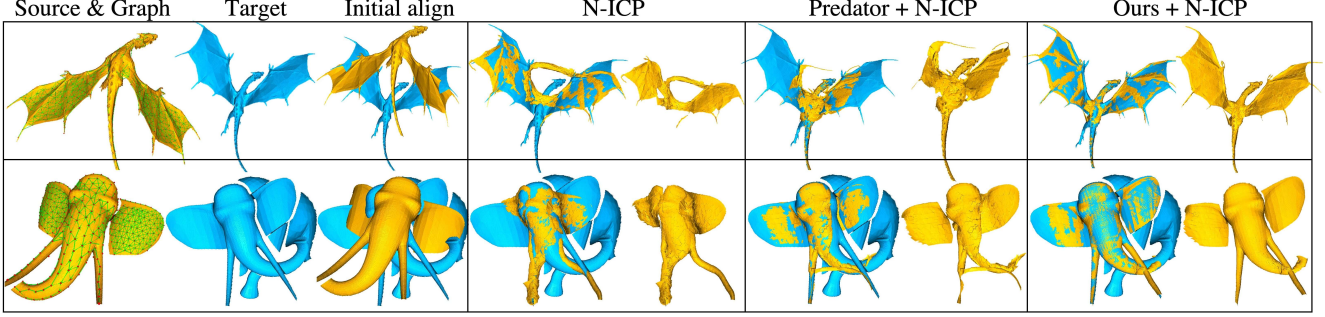 Source & Graph Target Initial align N-ICP Predator + N-ICP Ours + N-ICP